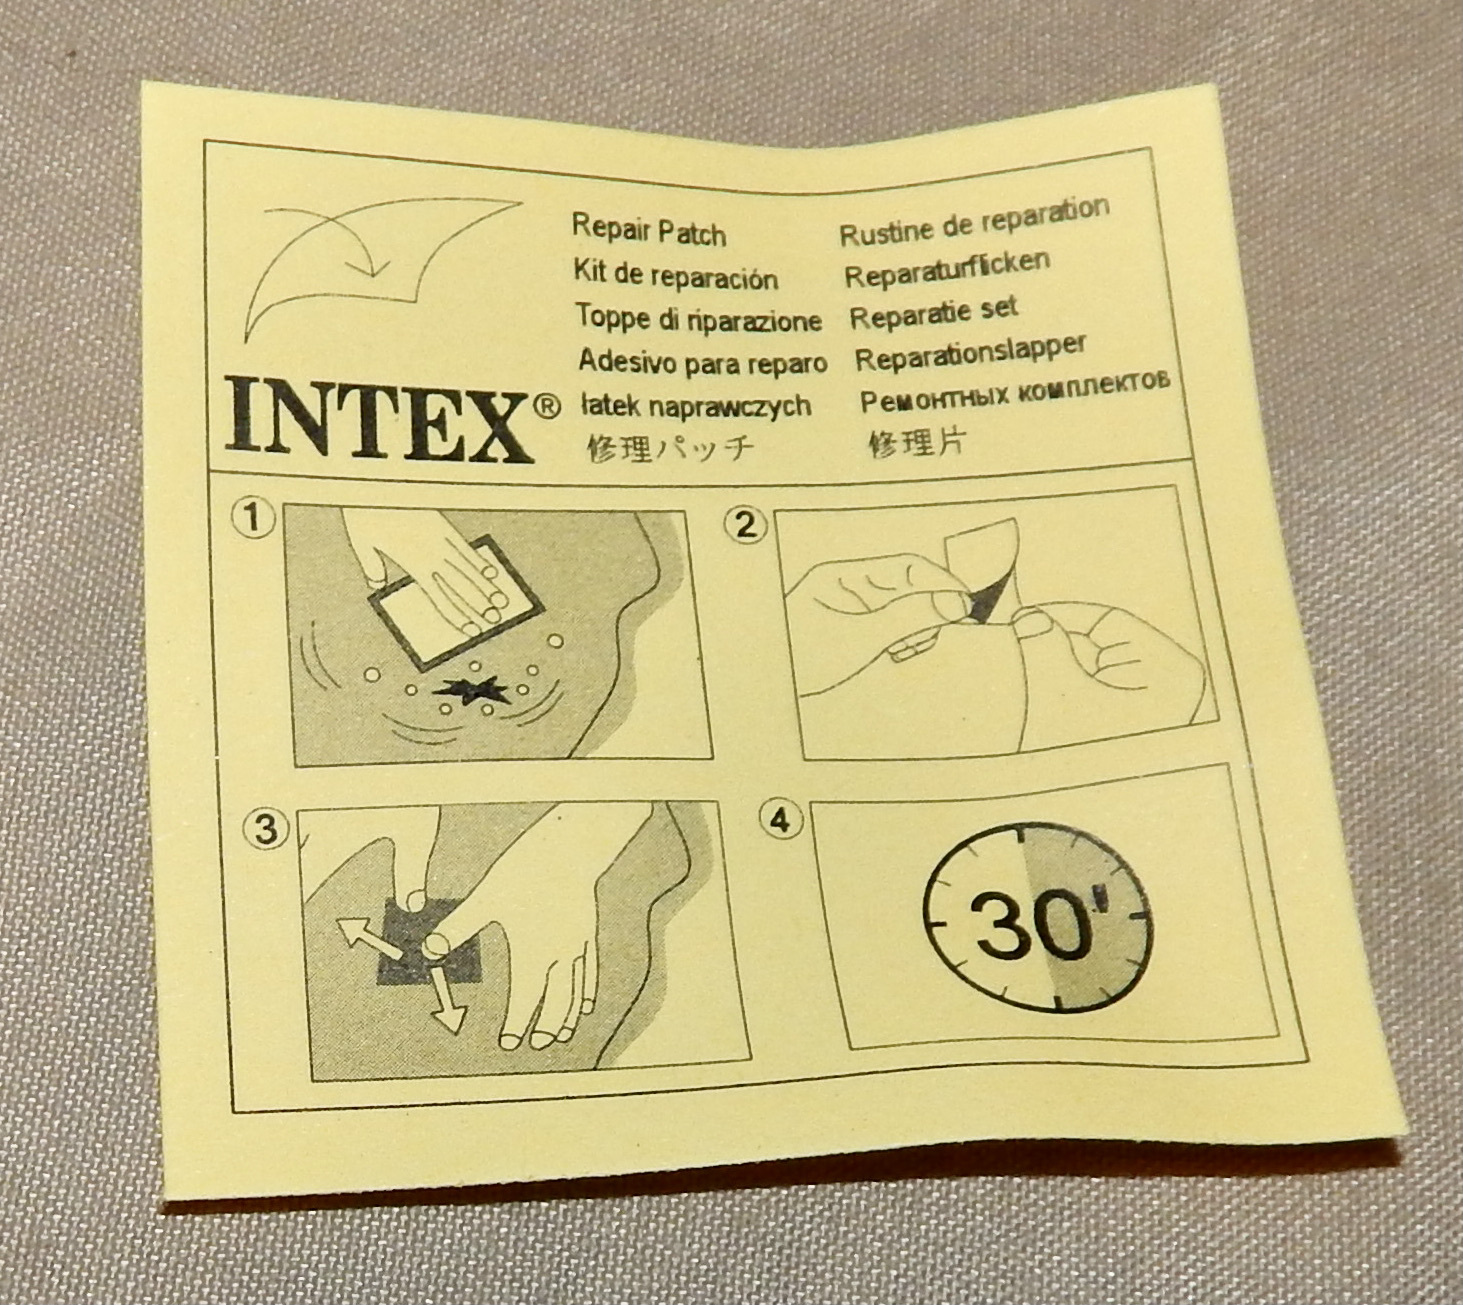 INTEX®
Repair Patch
Kit de reparación
Toppe di riparazione
Adesivo para reparo
łatek naprawczych
修理パッチ
Rustine de reparation
Reparaturflicken
Reparatie set
Reparationslapper
Ремонтных комплектов
修理片
1
2
3
4
30'